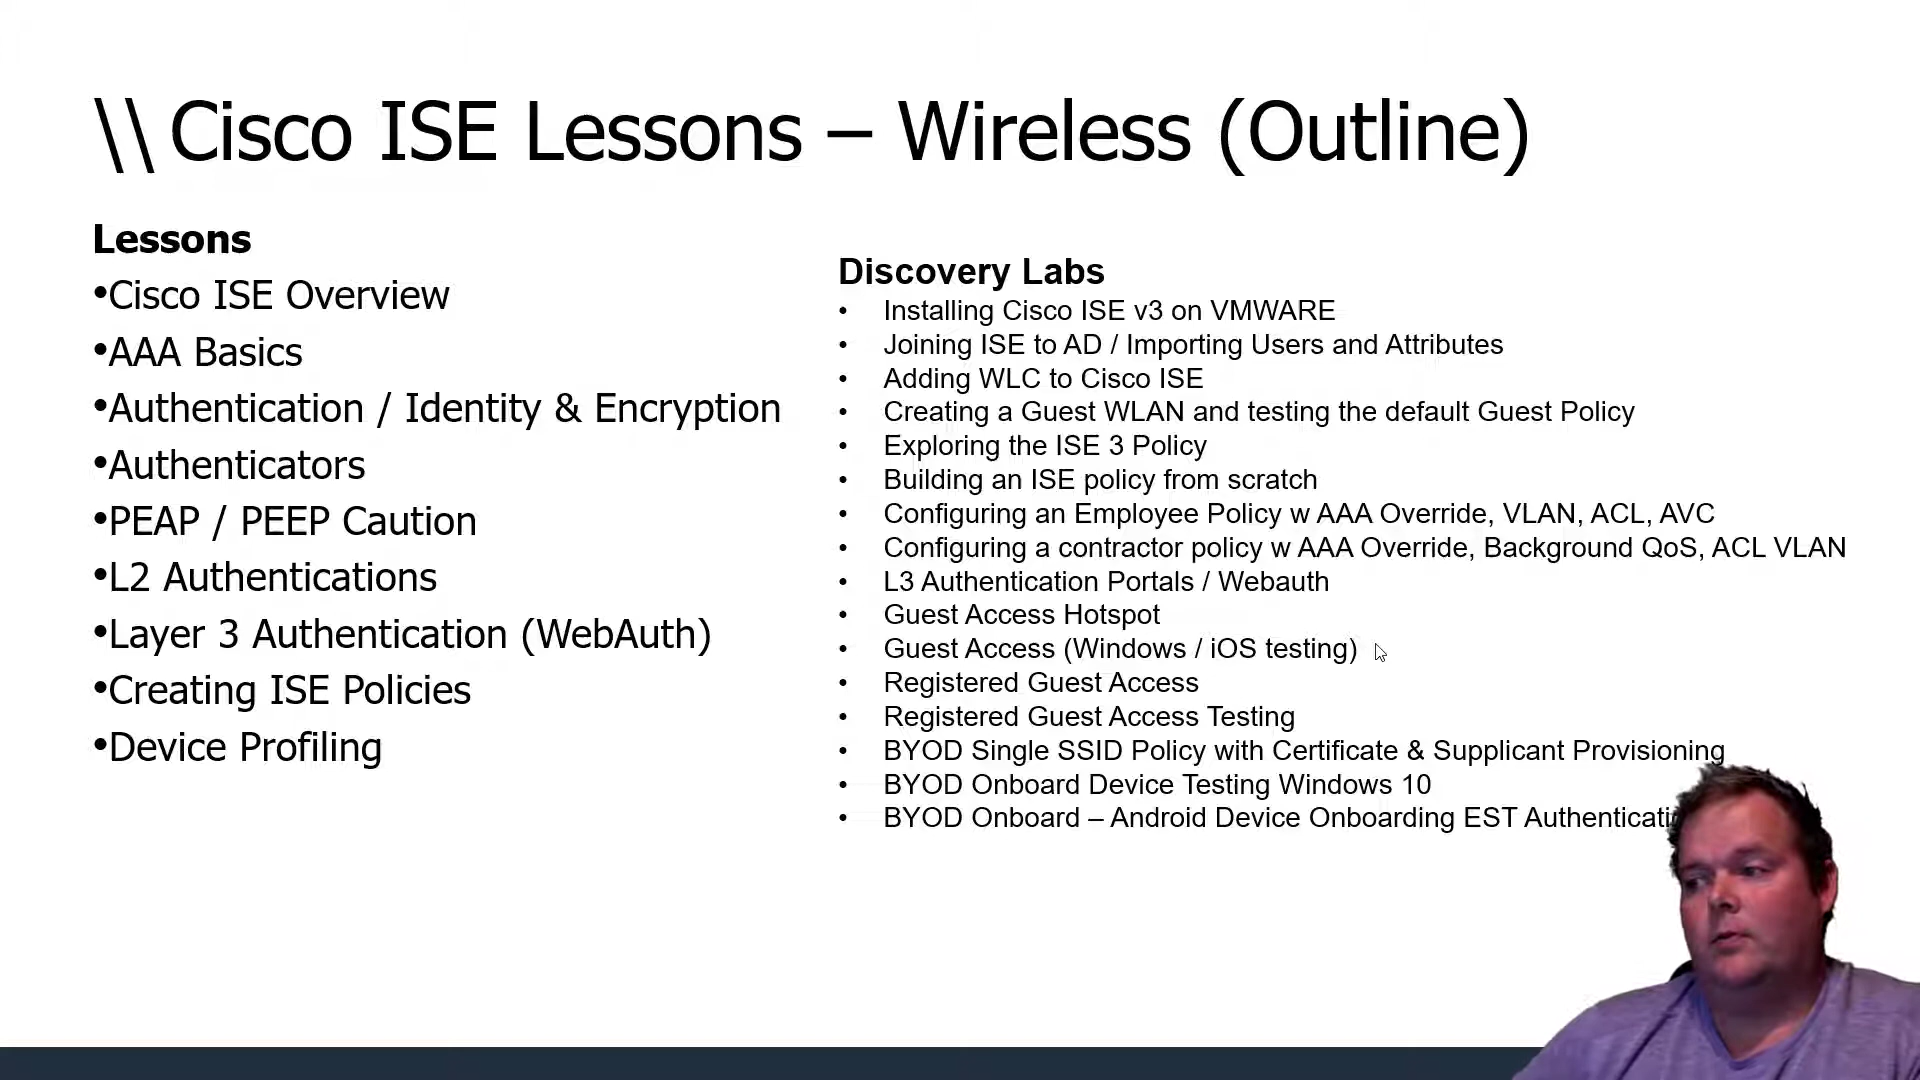 \\ Cisco ISE Lessons – Wireless (Outline)
Lessons
•Cisco ISE Overview
•AAA Basics
•Authentication / Identity & Encryption
•Authenticators
•PEAP / PEEP Caution
•L2 Authentications
•Layer 3 Authentication (WebAuth)
•Creating ISE Policies
•Device Profiling
Discovery Labs
• Installing Cisco ISE v3 on VMWARE
• Joining ISE to AD / Importing Users and Attributes
• Adding WLC to Cisco ISE
• Creating a Guest WLAN and testing the default Guest Policy
• Exploring the ISE 3 Policy
• Building an ISE policy from scratch
• Configuring an Employee Policy w AAA Override, VLAN, ACL, AVC
• Configuring a contractor policy w AAA Override, Background QoS, ACL VLAN
• L3 Authentication Portals / Webauth
• Guest Access Hotspot
• Guest Access (Windows / iOS testing)
• Registered Guest Access
• Registered Guest Access Testing
• BYOD Single SSID Policy with Certificate & Supplicant Provisioning
• BYOD Onboard Device Testing Windows 10
• BYOD Onboard – Android Device Onboarding EST